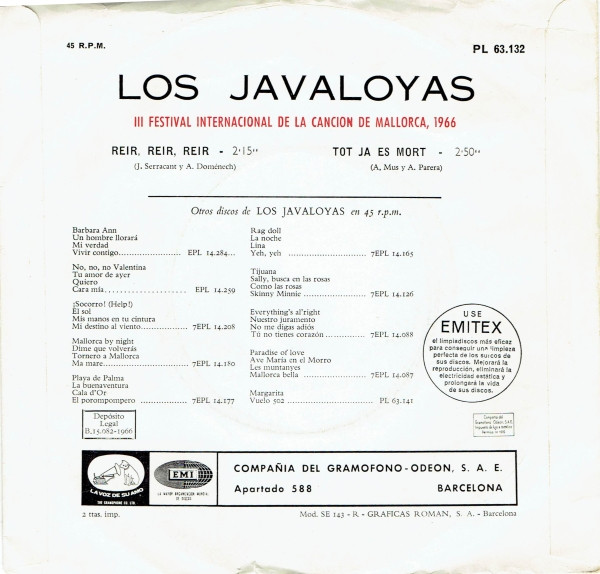 45 R.P.M.
PL 63.132
LOS JAVALOYAS
III FESTIVAL INTERNACIONAL DE LA CANCION DE MALLORCA, 1966
REIR, REIR, REIR - 2'15"
TOT JA ES MORT - 2'50"
(J. Serracant y A. Doménech)
(A, Mus y A. Parera)
Otros discos de LOS JAVALOYAS en 45 r.p.m.
Barbara Ann
Un hombre llorará
Mi verdad
Vivir contigo..................... EPL 14.284...
No, no, no Valentina
Tu amor de ayer
Quiero
Cara mía..................... EPL 14.259
¡Socorro! (Help!)
El sol
Mis manos en tu cintura
Mi destino al viento............... 7EPL 14.208
Mallorca by night
Dime que volverás
Tornero a Mallorca
Ma mare..................... 7EPL 14.180
Playa de Palma
La buenaventura
Cala d'Or
El porompompero ............... 7EPL 14.177
Rag doll
La noche
Lina
Yeh, yeh ..................... 7EPL 14.165
Tijuana
Sally, busca en las rosas
Como las rosas
Skinny Minnie ..................... 7EPL 14.126
Everything's al'right
Nuestro juramento
No me digas adiós
Tú no tienes corazón ............... 7EPL 14.088
Paradise of love
Ave María en el Morro
Les muntanyes
Mallorca bella ..................... 7EPL 14.087
Margarita
Vuelo 502 ..................... PL 63.141
USE
EMITEX
el limpiadiscos más eficaz
para conseguir una limpieza
perfecta de los surcos de
sus discos. Mejorará la
reproducción, eliminará la
electricidad estática y
prolongará la vida
de sus discos.
Depósito
Legal
B.15.082-1966
LA VOZ DE SU AMO
THE GRAMOPHONE CO. LTD.
EMI
LA MAYOR ORGANIZACION MUNDIAL
DE DISCOS
COMPAÑIA DEL GRAMOFONO-ODEON, S. A. E.
Apartado 588
BARCELONA
2 ttas. imp.
Mod. SE 143 - R - GRAFICAS ROMAN, S. A. - Barcelona